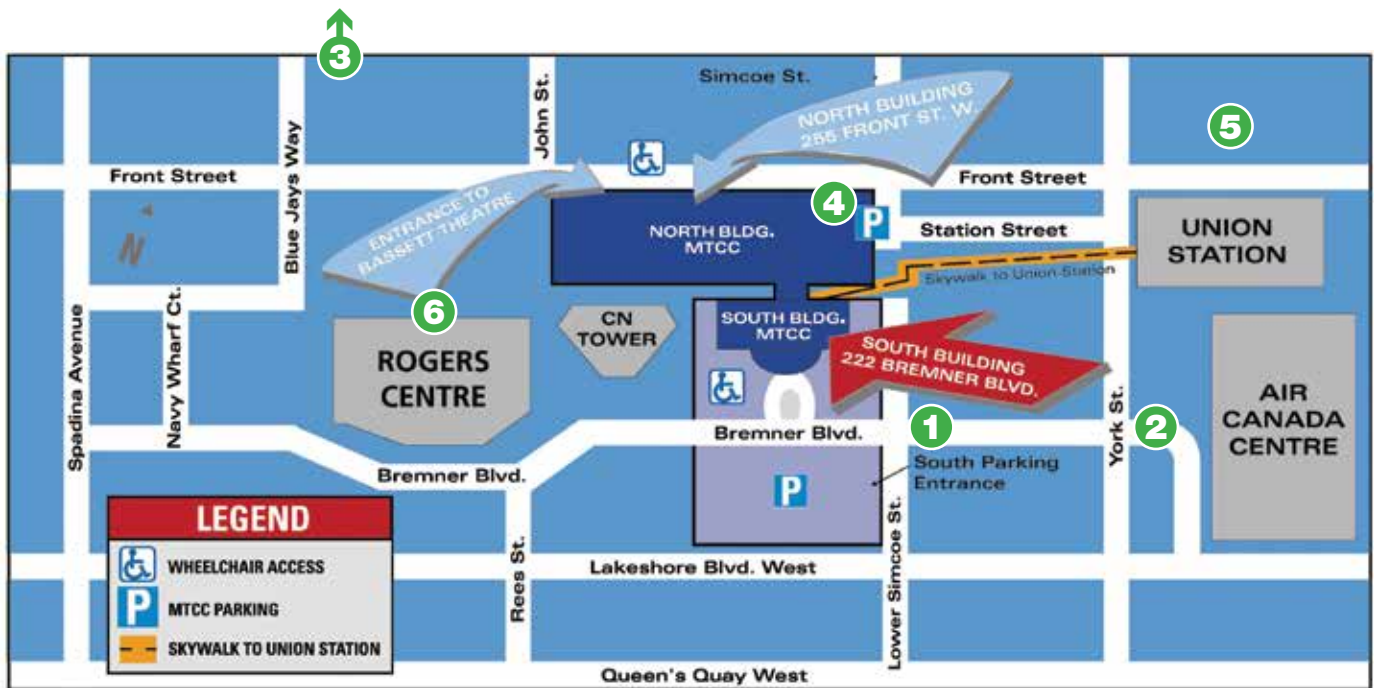 3
Simcoe St.
NORTH BUILDING
255 FRONT ST. W.
5
John St.
Blue Jays Way
Front Street
Front Street
ENTRANCE TO
BASSETT THEATRE
4
P
NORTH BLDG.
MTCC
Station Street
UNION
STATION
N
Skywalk to Union Station
Spadina Avenue
Navy Wharf Ct.
6
ROGERS
CENTRE
CN
TOWER
SOUTH BLDG.
MTCC
SOUTH BUILDING
222 BREMNER BLVD.
AIR
CANADA
CENTRE
York St.
1
2
Bremner Blvd.
Bremner Blvd.
South Parking
Entrance
P
LEGEND
WHEELCHAIR ACCESS
P MTCC PARKING
SKYWALK TO UNION STATION
Rees St.
Lakeshore Blvd. West
Lower Simcoe St.
Queen's Quay West